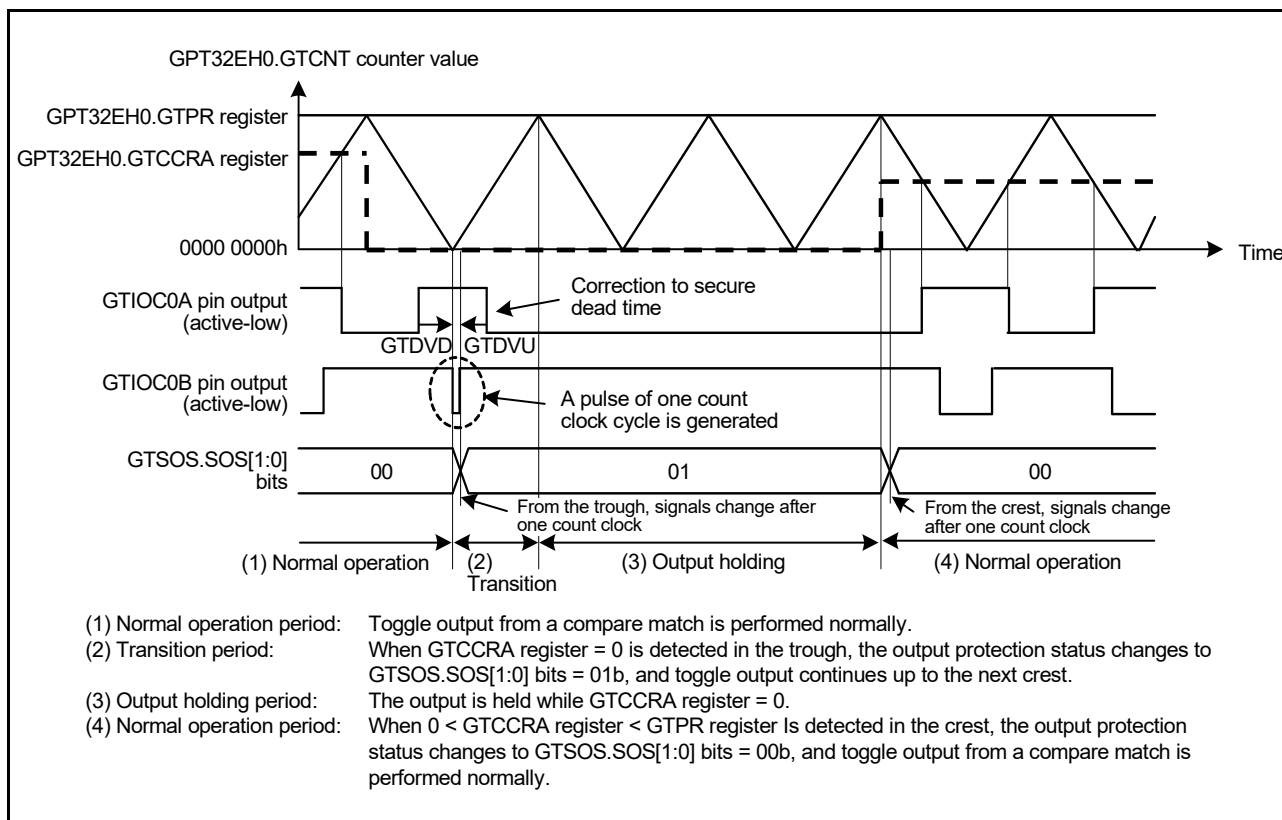 GPT32EH0.GTCNT counter value
GPT32EH0.GTPR register
GPT32EH0.GTCCRA register
0000 0000h
Time
GTIOC0A pin output
(active-low)
Correction to secure
dead time
GTDVD
GTDVU
GTIOC0B pin output
(active-low)
A pulse of one count
clock cycle is generated
GTSOS.SOS[1:0]
bits
00
01
00
From the trough, signals change after
one count clock
From the crest, signals change
after one count clock
(1) Normal operation
(2)
Transition
(3) Output holding
(4) Normal operation
(1) Normal operation period: Toggle output from a compare match is performed normally.
(2) Transition period: When GTCCRA register = 0 is detected in the trough, the output protection status changes to
GTSOS.SOS[1:0] bits = 01b, and toggle output continues up to the next crest.
(3) Output holding period: The output is held while GTCCRA register = 0.
(4) Normal operation period: When 0 < GTCCRA register < GTPR register Is detected in the crest, the output protection
status changes to GTSOS.SOS[1:0] bits = 00b, and toggle output from a compare match is
performed normally.